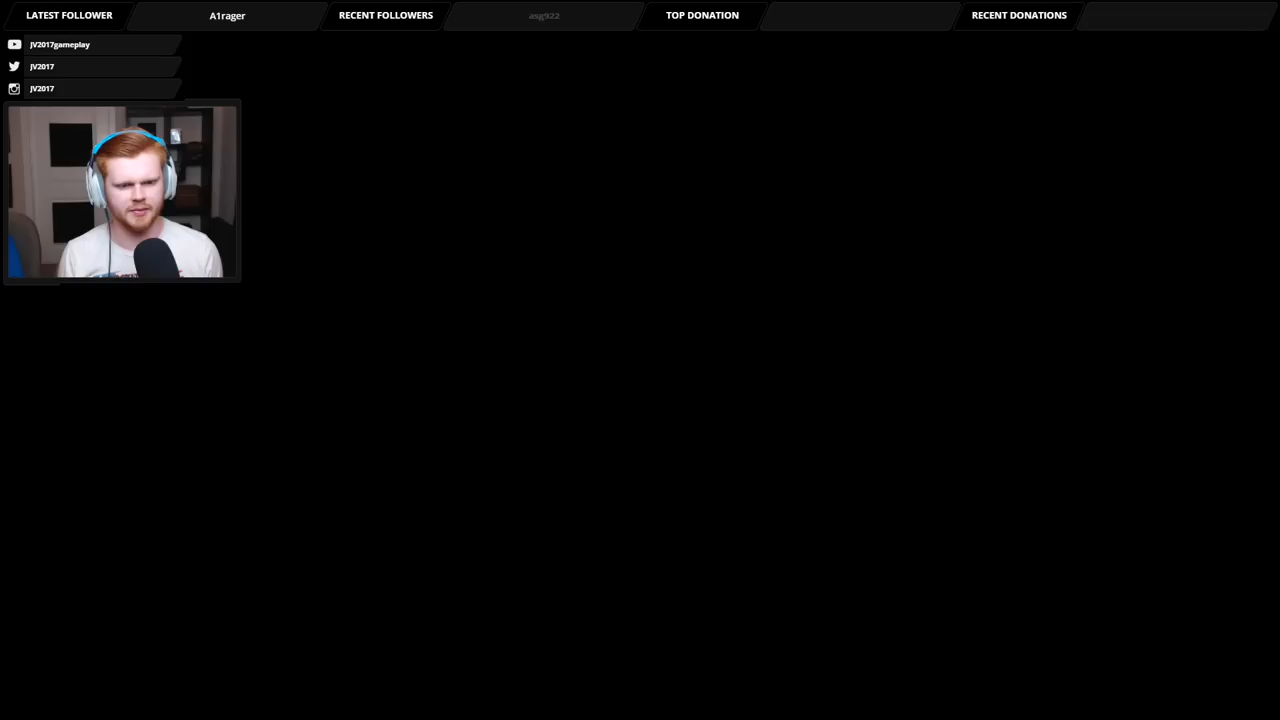 LATEST FOLLOWER A1rager RECENT FOLLOWERS asg922 TOP DONATION RECENT DONATIONS
JV2017gameplay
JV2017
JV2017